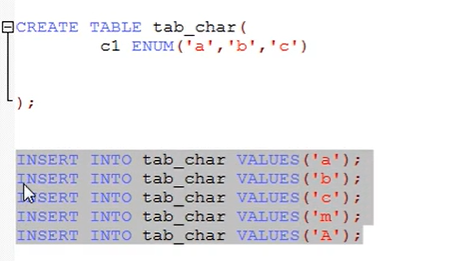 CREATE TABLE tab_char(
c1 ENUM('a','b','c')
);
INSERT INTO tab_char VALUES('a');
INSERT INTO tab_char VALUES('b');
INSERT INTO tab_char VALUES('c');
INSERT INTO tab_char VALUES('m');
INSERT INTO tab_char VALUES('A');